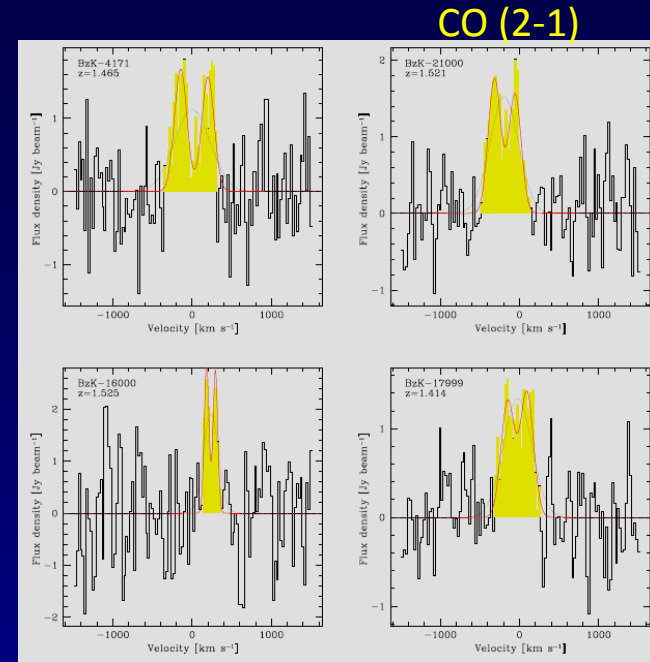 CO (2-1)
BzK-4171
z=1.465
1
0
−1
−1000
0
1000
Velocity [km s⁻¹]
Flux density [Jy beam⁻¹]
BzK-21000
z=1.521
2
1
0
−1
−1000
0
1000
Velocity [km s⁻¹]
Flux density [Jy beam⁻¹]
BzK-16000
z=1.525
2
1
0
−1
−2
−1000
0
1000
Velocity [km s⁻¹]
Flux density [Jy beam⁻¹]
BzK-17999
z=1.414
1
0
−1
−1000
0
1000
Velocity [km s⁻¹]
Flux density [Jy beam⁻¹]